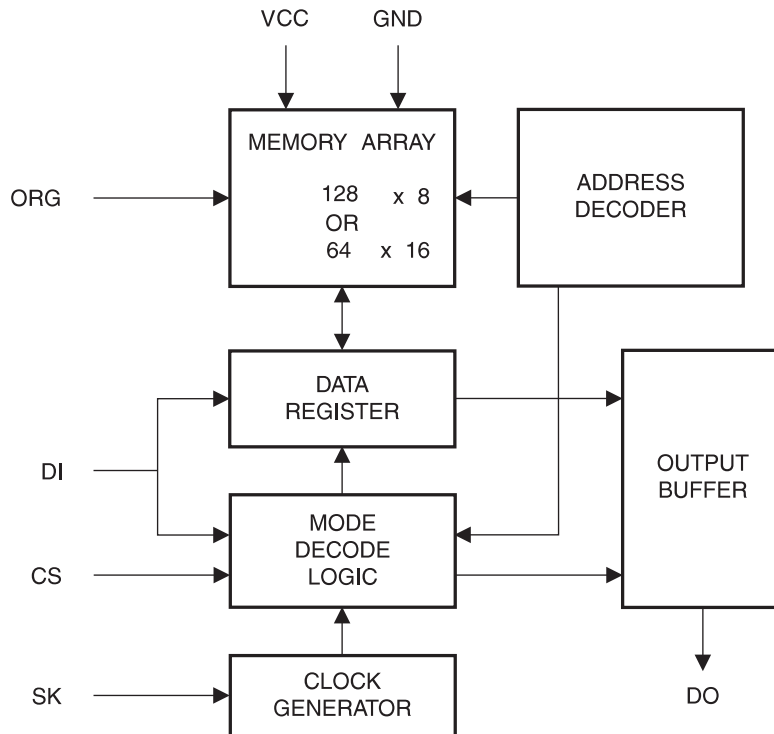 VCC GND
MEMORY ARRAY
128 x 8
OR
64 x 16
ORG
ADDRESS
DECODER
DATA
REGISTER
DI
OUTPUT
BUFFER
MODE
DECODE
LOGIC
CS
SK
CLOCK
GENERATOR
DO